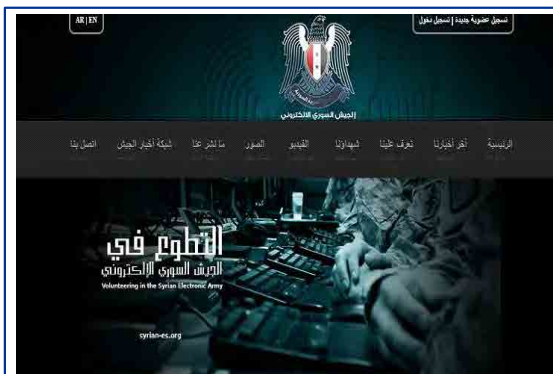 AR | EN
تسجيل عضوية جديدة | تسجيل دخول
الجيش السوري الالكتروني
الرئيسية آخر أخبارنا تعرف علينا شهداؤنا الفيديو الصور ما نشر عنا شبكة أخبار الجيش اتصل بنا
التطوع في
الجيش السوري الإلكتروني
Volunteering in the Syrian Electronic Army
syrian-es.org